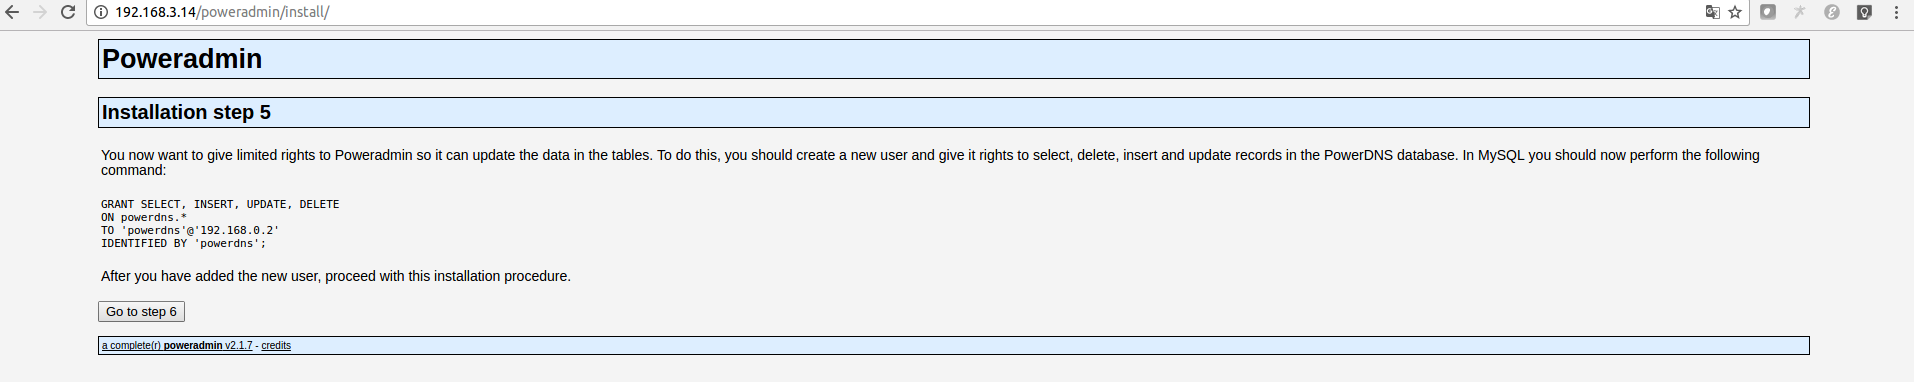 192.168.3.14/poweradmin/install/
Poweradmin
Installation step 5
You now want to give limited rights to Poweradmin so it can update the data in the tables. To do this, you should create a new user and give it rights to select, delete, insert and update records in the PowerDNS database. In MySQL you should now perform the following
command:
GRANT SELECT, INSERT, UPDATE, DELETE
ON powerdns.*
TO 'powerdns'@'192.168.0.2'
IDENTIFIED BY 'powerdns';
After you have added the new user, proceed with this installation procedure.
Go to step 6
a complete(r) poweradmin v2.1.7 - credits